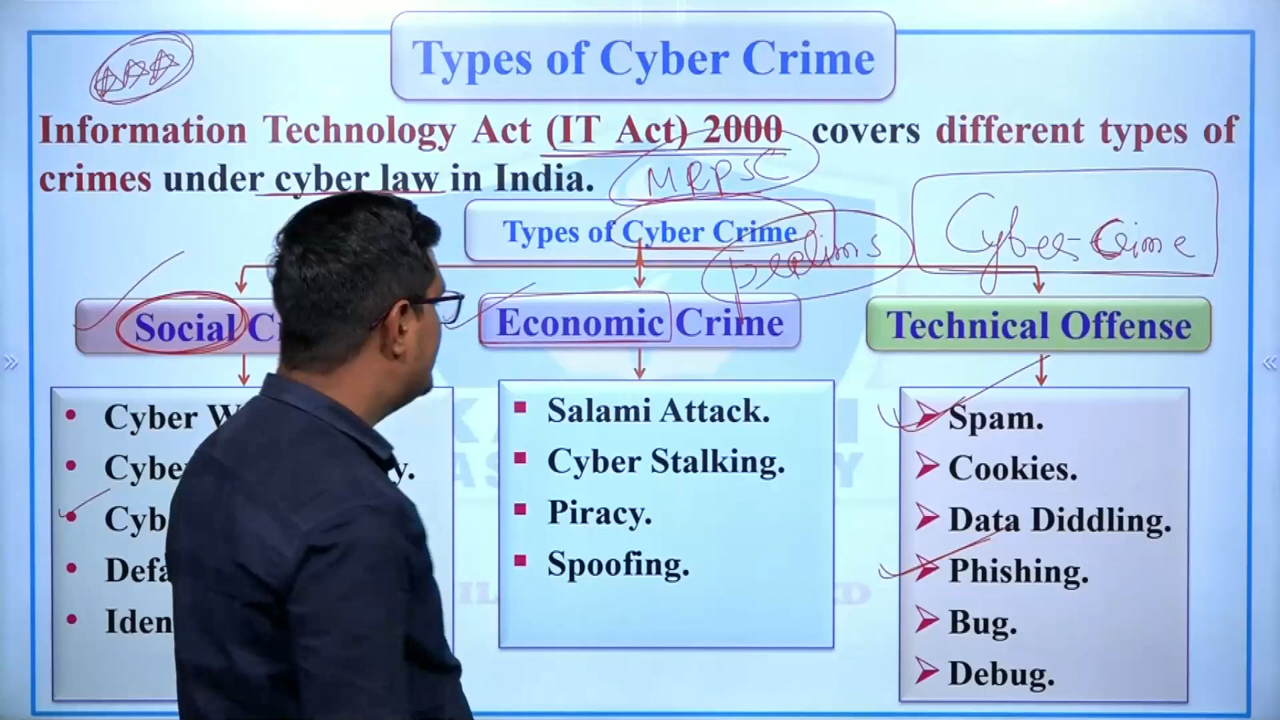 Types of Cyber Crime
Information Technology Act (IT Act) 2000 covers different types of
crimes under cyber law in India.
MRPSC
Types of Cyber Crime
prelims
Cyber-Crime
Social C
Economic Crime
Technical Offense
Cyber W
Cybe y.
Cyb
Defa
Iden
Salami Attack.
Cyber Stalking.
Piracy.
Spoofing.
Spam.
Cookies.
Data Diddling.
Phishing.
Bug.
Debug.